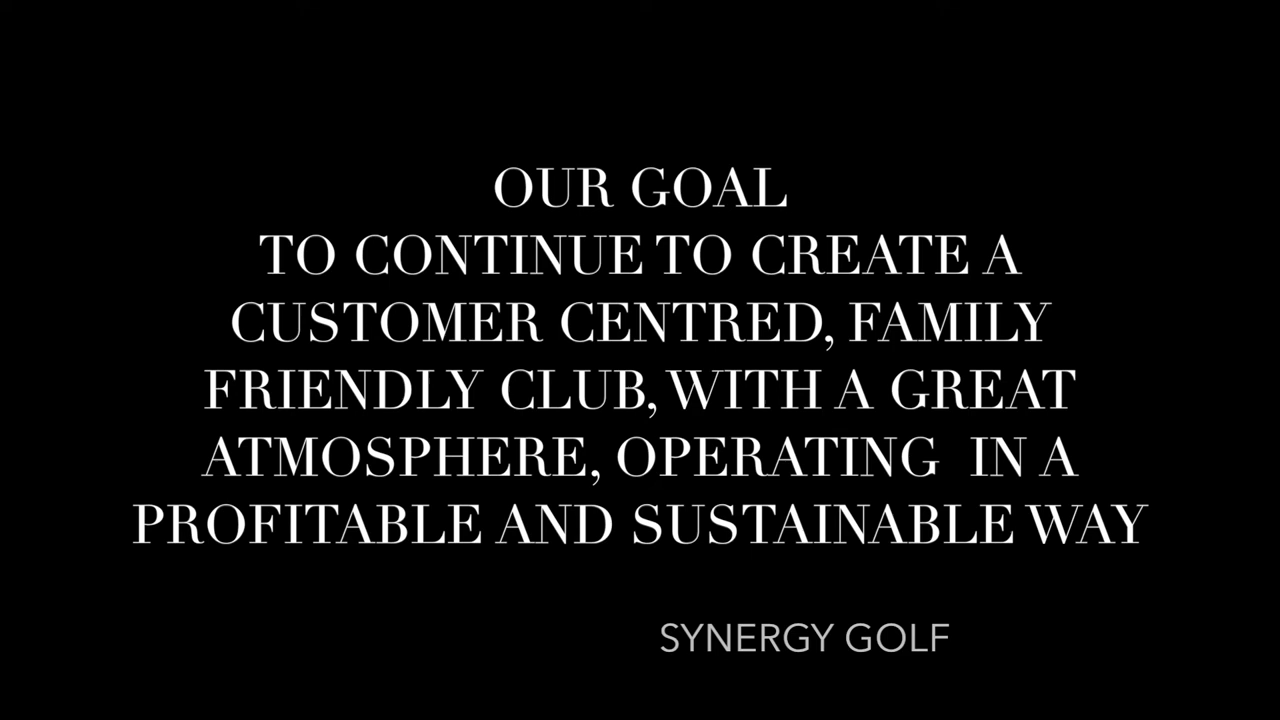 OUR GOAL
TO CONTINUE TO CREATE A
CUSTOMER CENTRED, FAMILY
FRIENDLY CLUB, WITH A GREAT
ATMOSPHERE, OPERATING  IN A
PROFITABLE AND SUSTAINABLE WAY
SYNERGY GOLF